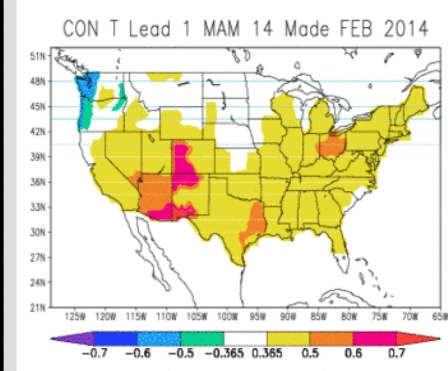 CON T Lead 1 MAM 14 Made FEB 2014
51N
48N
45N
42N
39N
36N
33N
30N
27N
24N
21N
125W 120W 115W 110W 105W 100W 95W 90W 85W 80W 75W 70W 65W
-0.7 -0.6 -0.5 -0.365 0.365 0.5 0.6 0.7